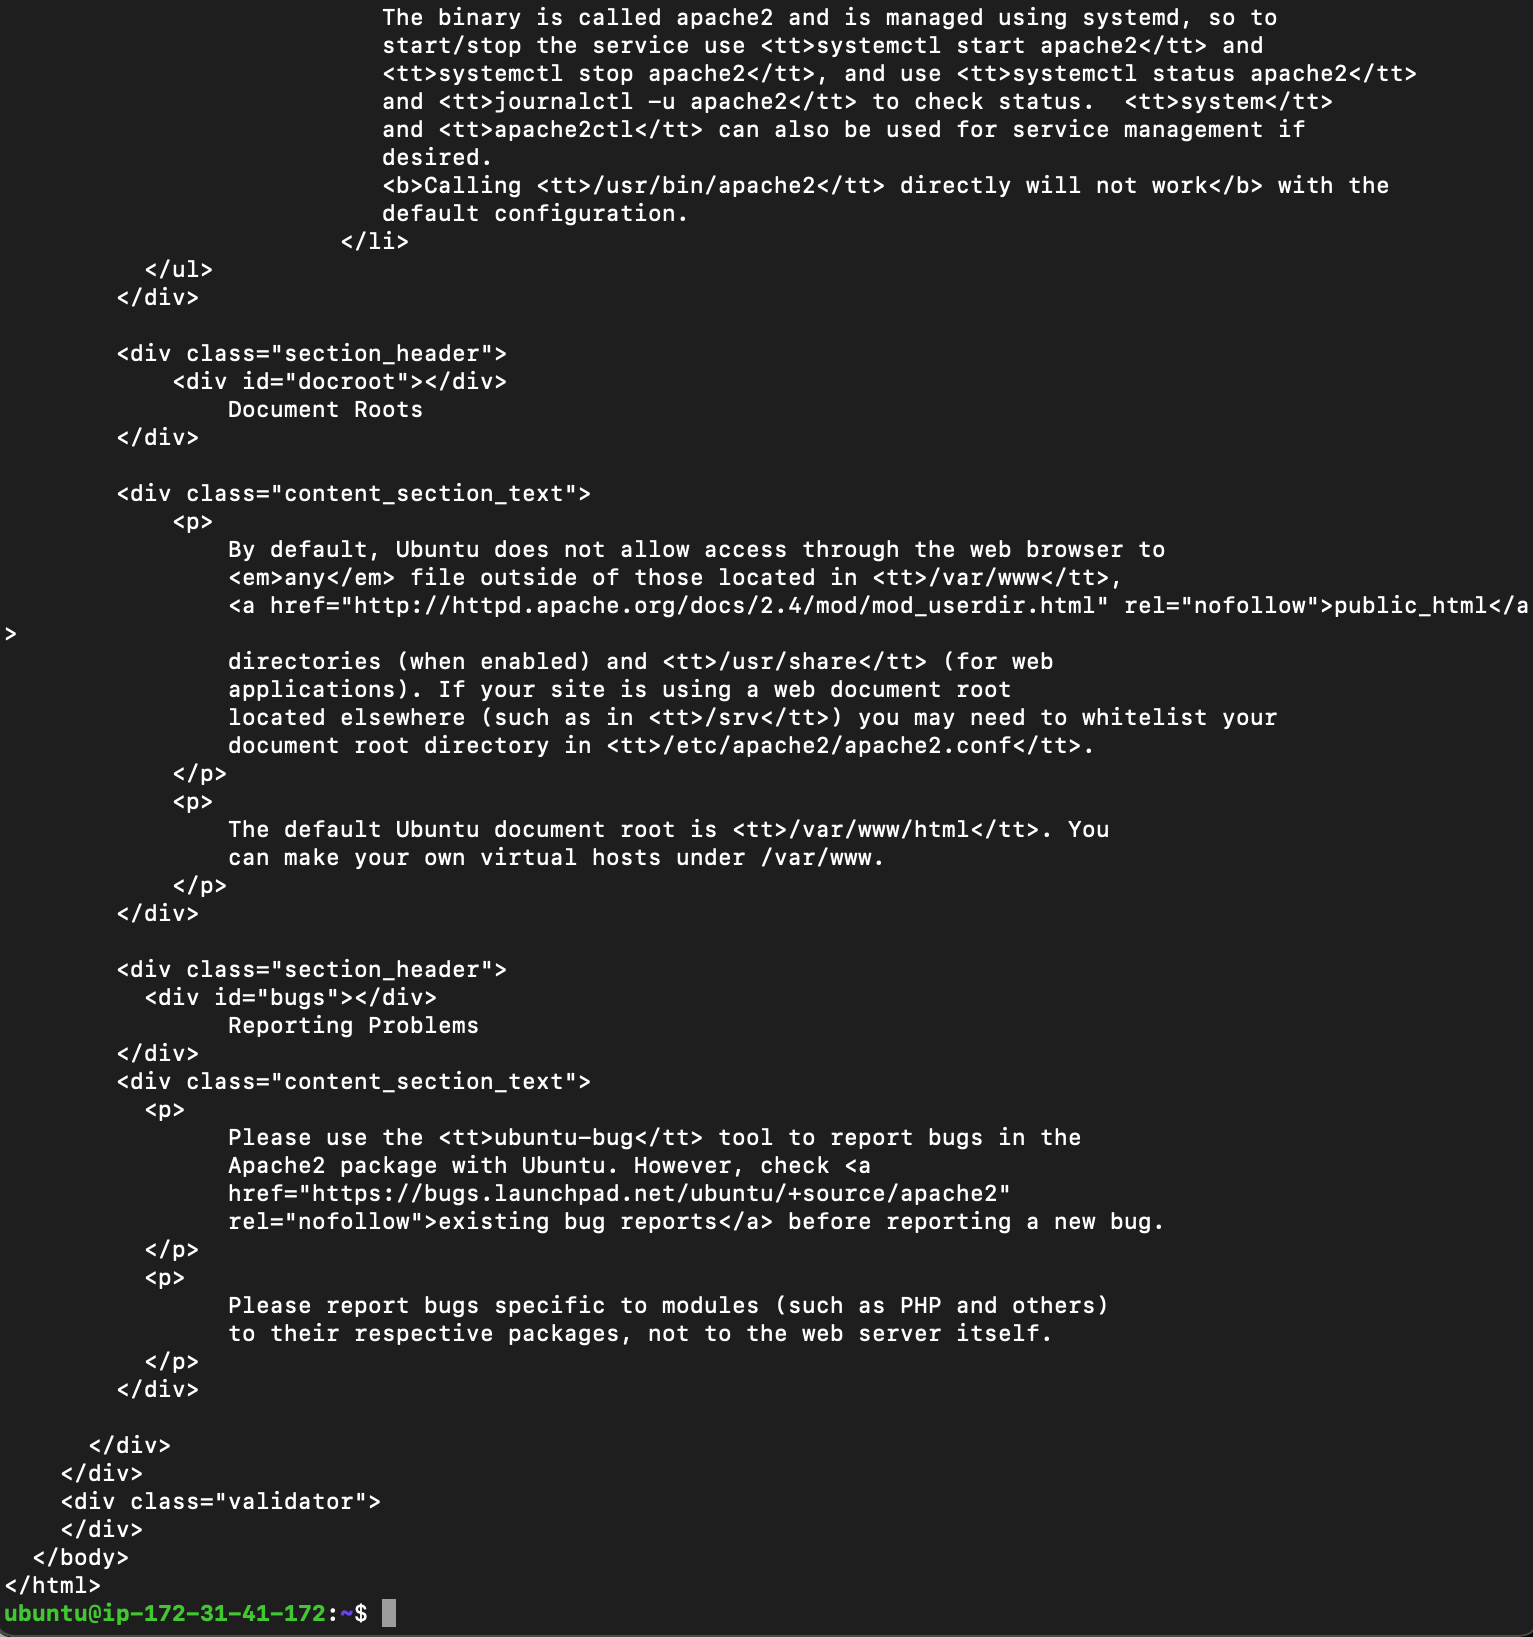 The binary is called apache2 and is managed using systemd, so to
start/stop the service use <tt>systemctl start apache2</tt> and
<tt>systemctl stop apache2</tt>, and use <tt>systemctl status apache2</tt>
and <tt>journalctl -u apache2</tt> to check status.  <tt>system</tt>
and <tt>apache2ctl</tt> can also be used for service management if
desired.
<b>Calling <tt>/usr/bin/apache2</tt> directly will not work</b> with the
default configuration.
</li>
</ul>
</div>
<div class="section_header">
<div id="docroot"></div>
Document Roots
</div>
<div class="content_section_text">
<p>
By default, Ubuntu does not allow access through the web browser to
<em>any</em> file outside of those located in <tt>/var/www</tt>,
<a href="http://httpd.apache.org/docs/2.4/mod/mod_userdir.html" rel="nofollow">public_html</a
>
directories (when enabled) and <tt>/usr/share</tt> (for web
applications). If your site is using a web document root
located elsewhere (such as in <tt>/srv</tt>) you may need to whitelist your
document root directory in <tt>/etc/apache2/apache2.conf</tt>.
</p>
<p>
The default Ubuntu document root is <tt>/var/www/html</tt>. You
can make your own virtual hosts under /var/www.
</p>
</div>
<div class="section_header">
<div id="bugs"></div>
Reporting Problems
</div>
<div class="content_section_text">
<p>
Please use the <tt>ubuntu-bug</tt> tool to report bugs in the
Apache2 package with Ubuntu. However, check <a
href="https://bugs.launchpad.net/ubuntu/+source/apache2"
rel="nofollow">existing bug reports</a> before reporting a new bug.
</p>
<p>
Please report bugs specific to modules (such as PHP and others)
to their respective packages, not to the web server itself.
</p>
</div>
</div>
</div>
<div class="validator">
</div>
</body>
</html>
ubuntu@ip-172-31-41-172:~$